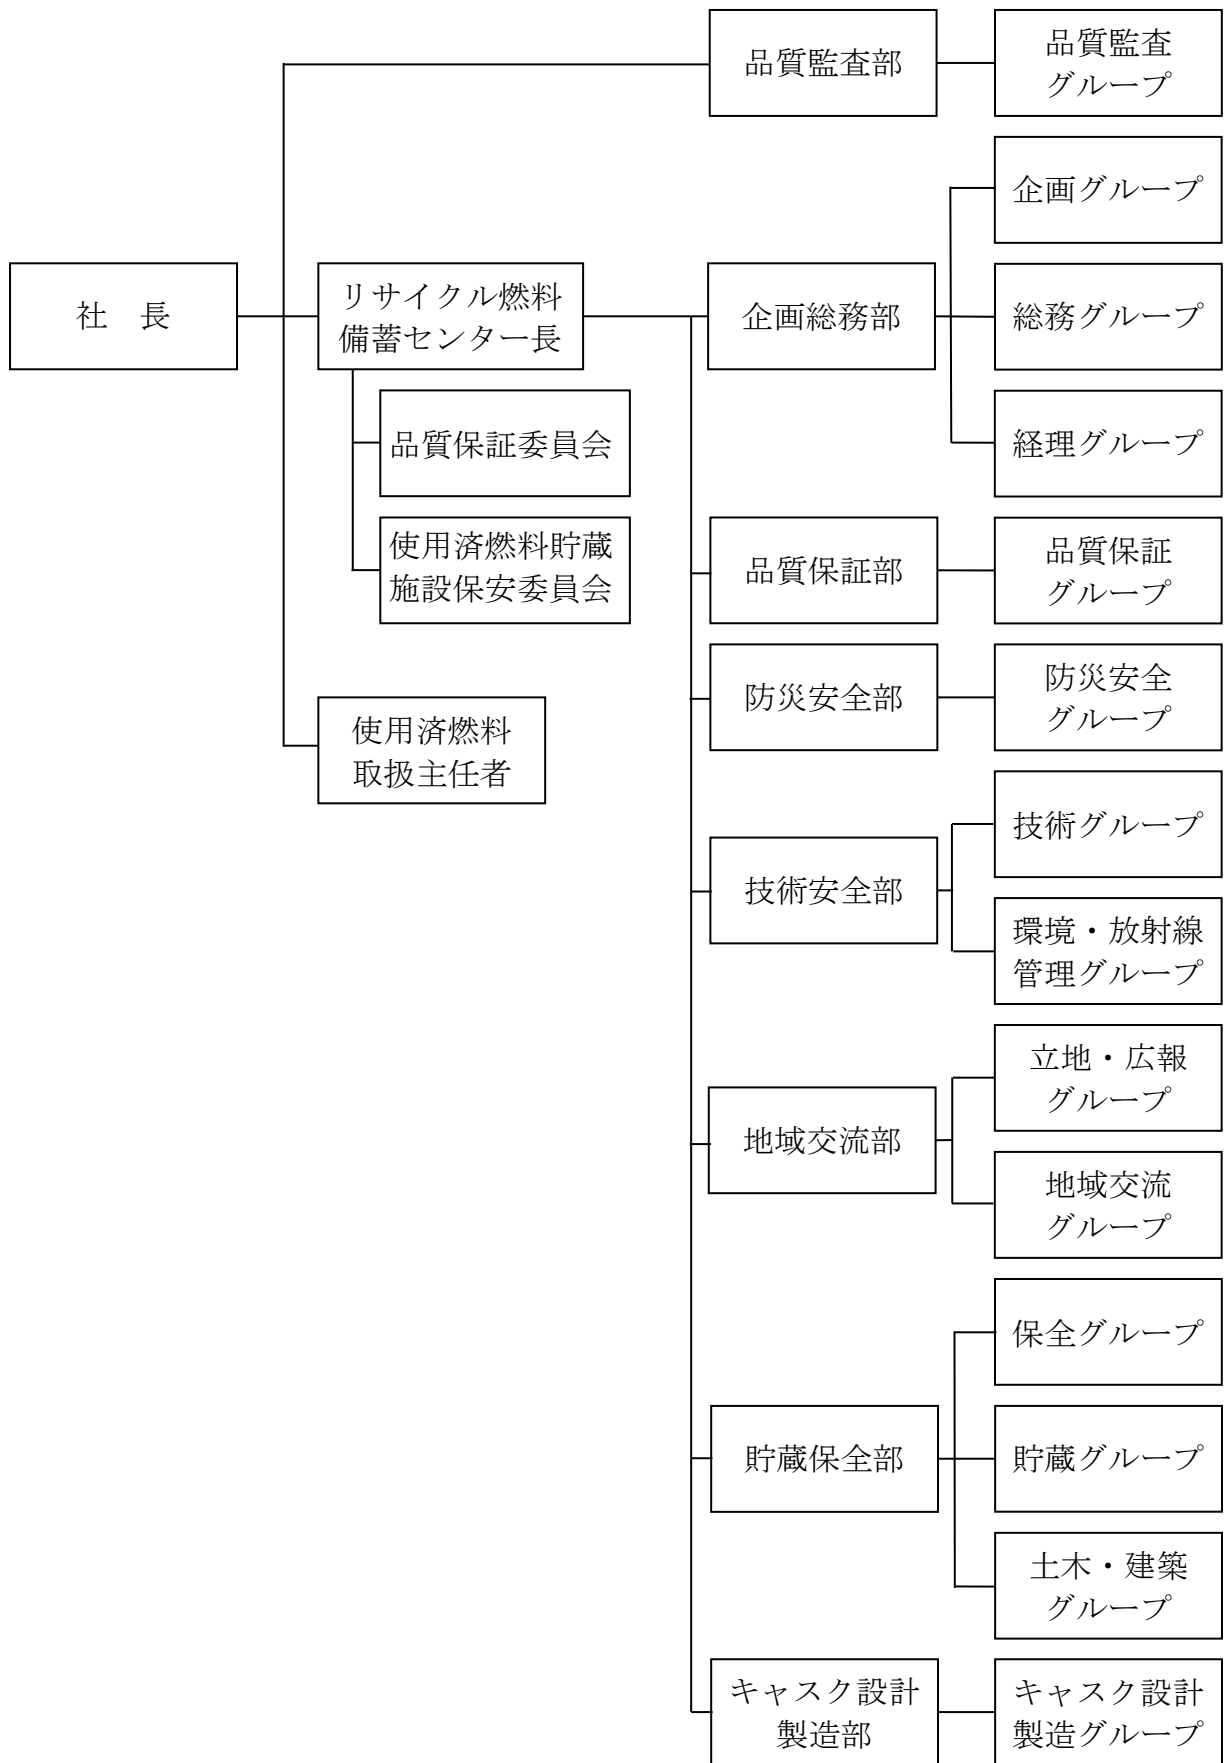 品質監査部
品質監査
グループ
企画グループ
社　長
リサイクル燃料
備蓄センター長
企画総務部
総務グループ
品質保証委員会
経理グループ
使用済燃料貯蔵
施設保安委員会
品質保証部
品質保証
グループ
防災安全部
防災安全
グループ
使用済燃料
取扱主任者
技術グループ
技術安全部
環境・放射線
管理グループ
立地・広報
グループ
地域交流部
地域交流
グループ
保全グループ
貯蔵保全部
貯蔵グループ
土木・建築
グループ
キャスク設計
製造部
キャスク設計
製造グループ